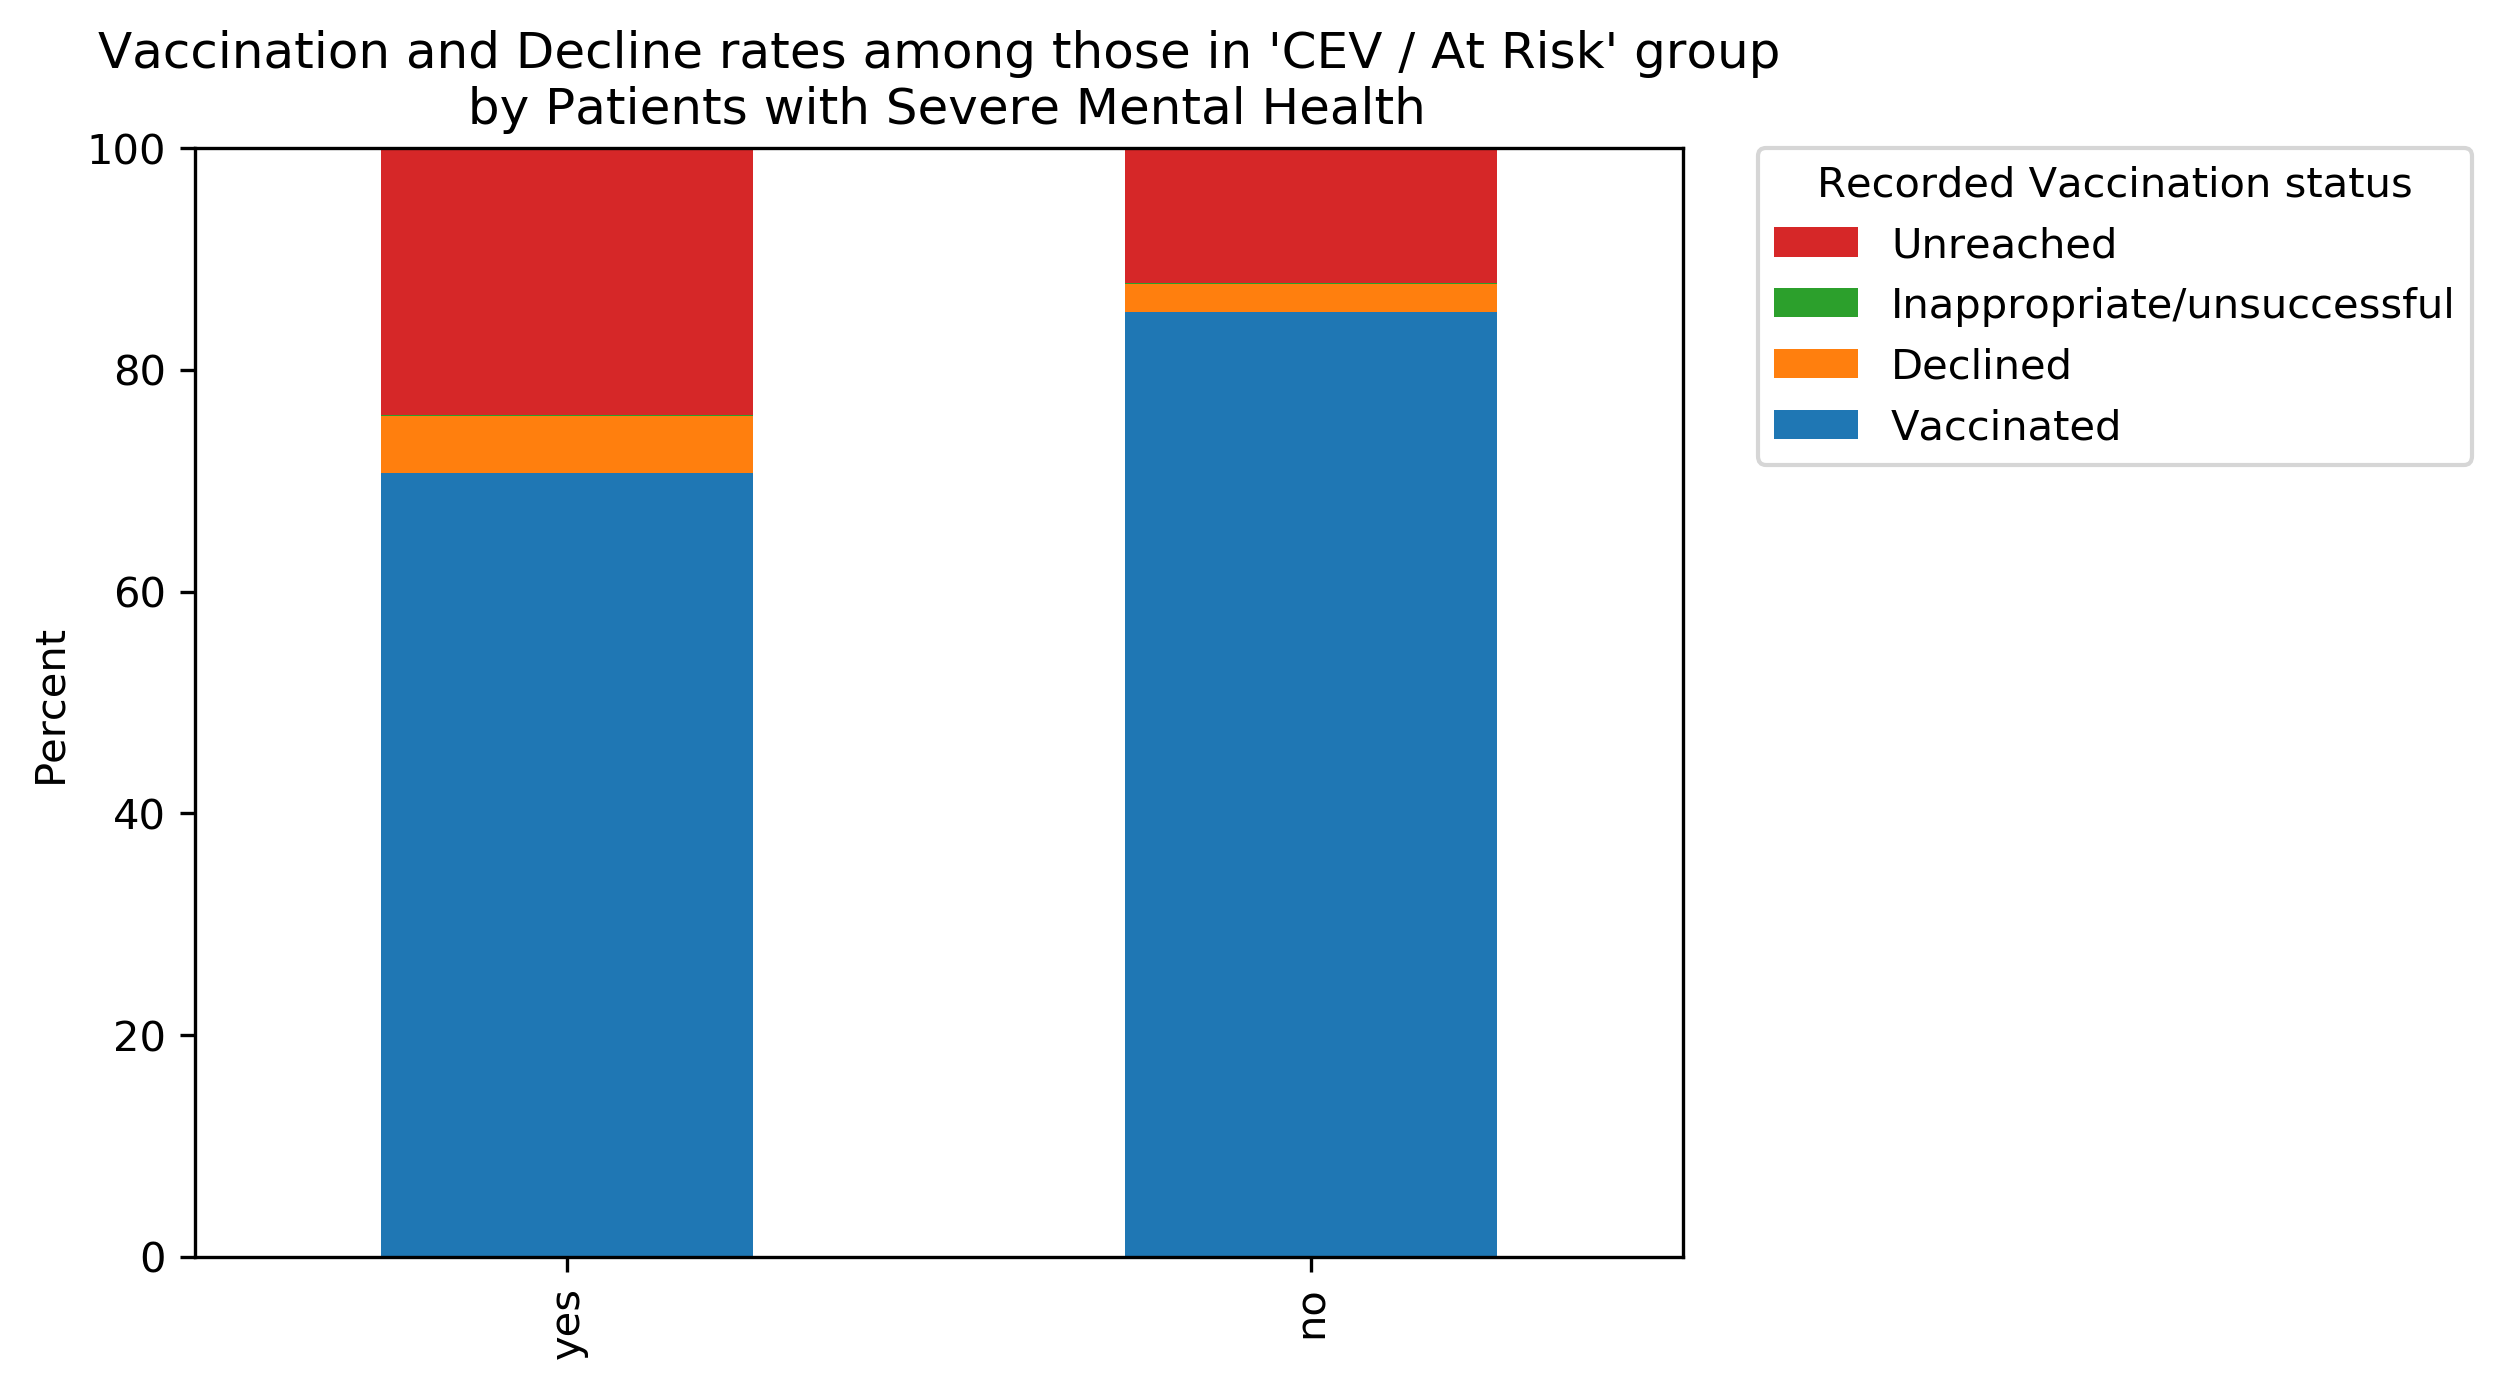 Vaccination and Decline rates among those in 'CEV / At Risk' group
by Patients with Severe Mental Health
100
80
60
40
20
0
Percent
yes
no
Recorded Vaccination status
Unreached
Inappropriate/unsuccessful
Declined
Vaccinated